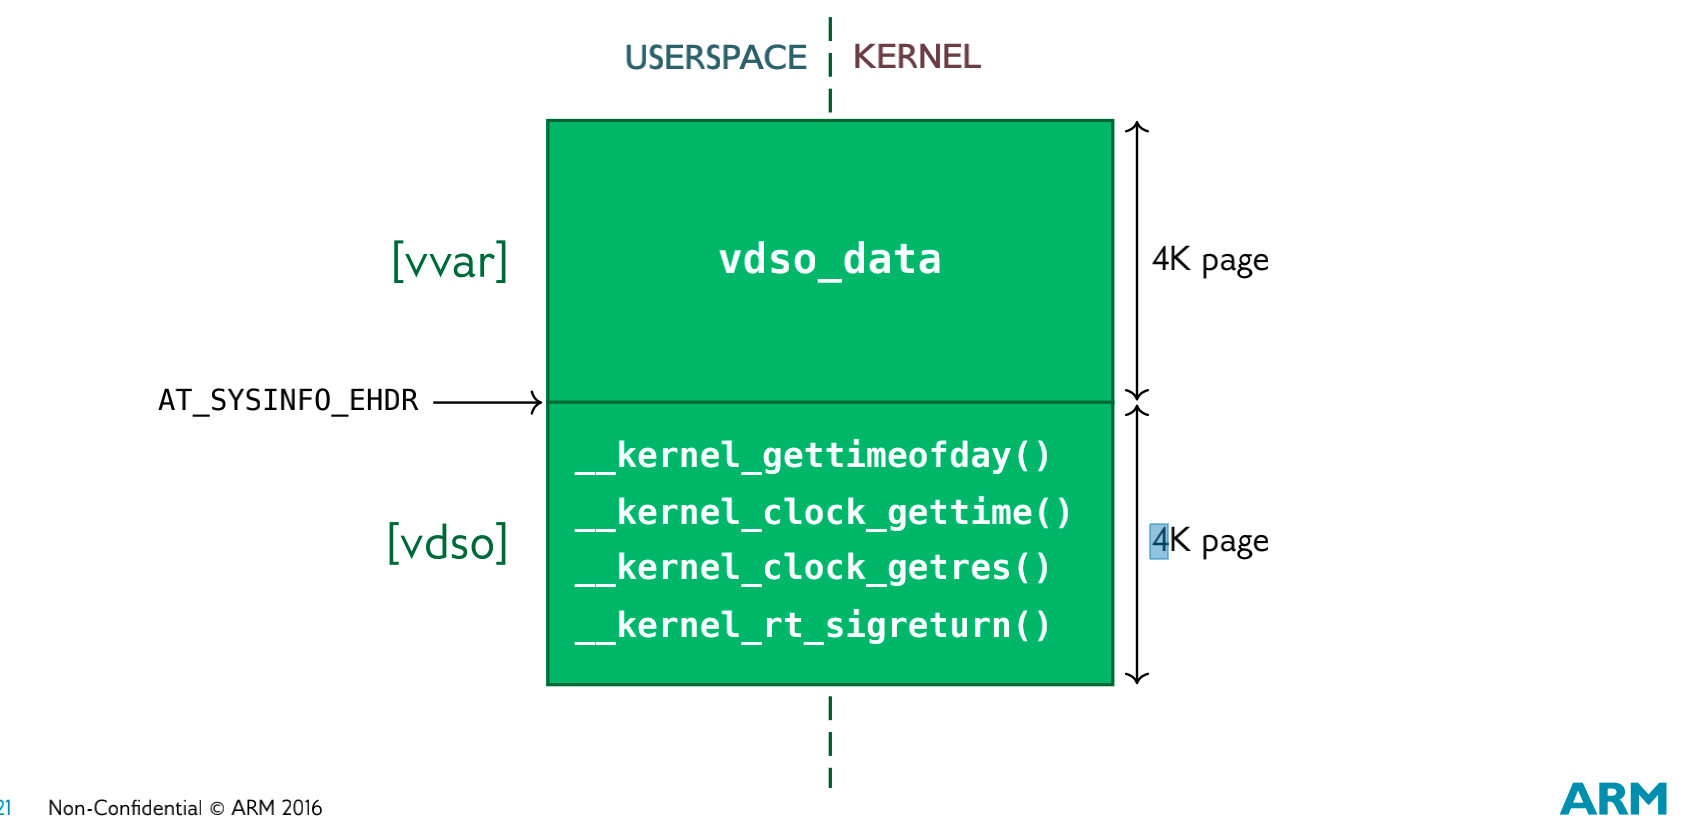 USERSPACE KERNEL
[vvar] vdso_data 4K page
AT_SYSINFO_EHDR
__kernel_gettimeofday()
__kernel_clock_gettime()
[vdso] 4K page
__kernel_clock_getres()
__kernel_rt_sigreturn()
21 Non-Confidential © ARM 2016 ARM